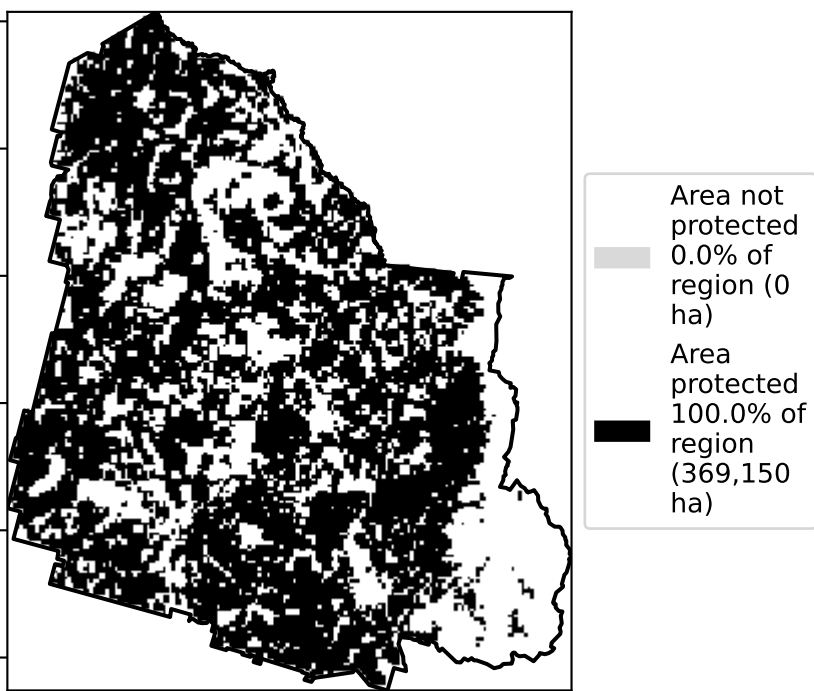 Area not
protected
0.0% of
region (0
ha)
Area
protected
100.0% of
region
(369,150
ha)